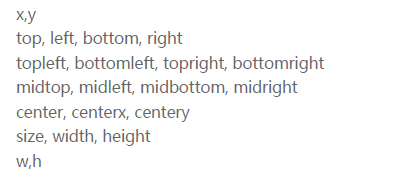 x,y
top, left, bottom, right
topleft, bottomleft, topright, bottomright
midtop, midleft, midbottom, midright
center, centerx, centery
size, width, height
w,h